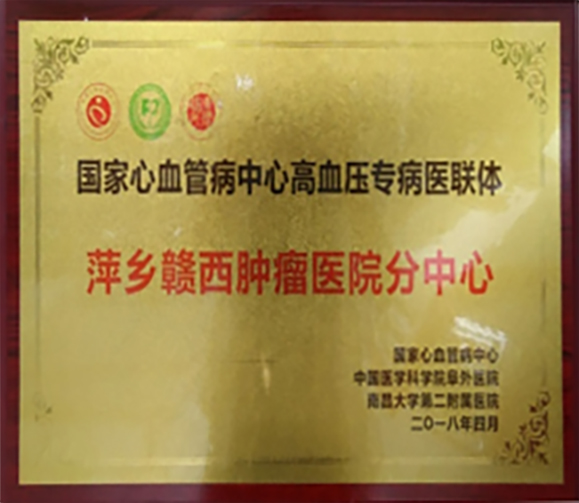 国家心血管病中心高血压专病医联体
萍乡赣西肿瘤医院分中心
国家心血管病中心
中国医学科学院阜外医院
南昌大学第二附属医院
二〇一八年四月